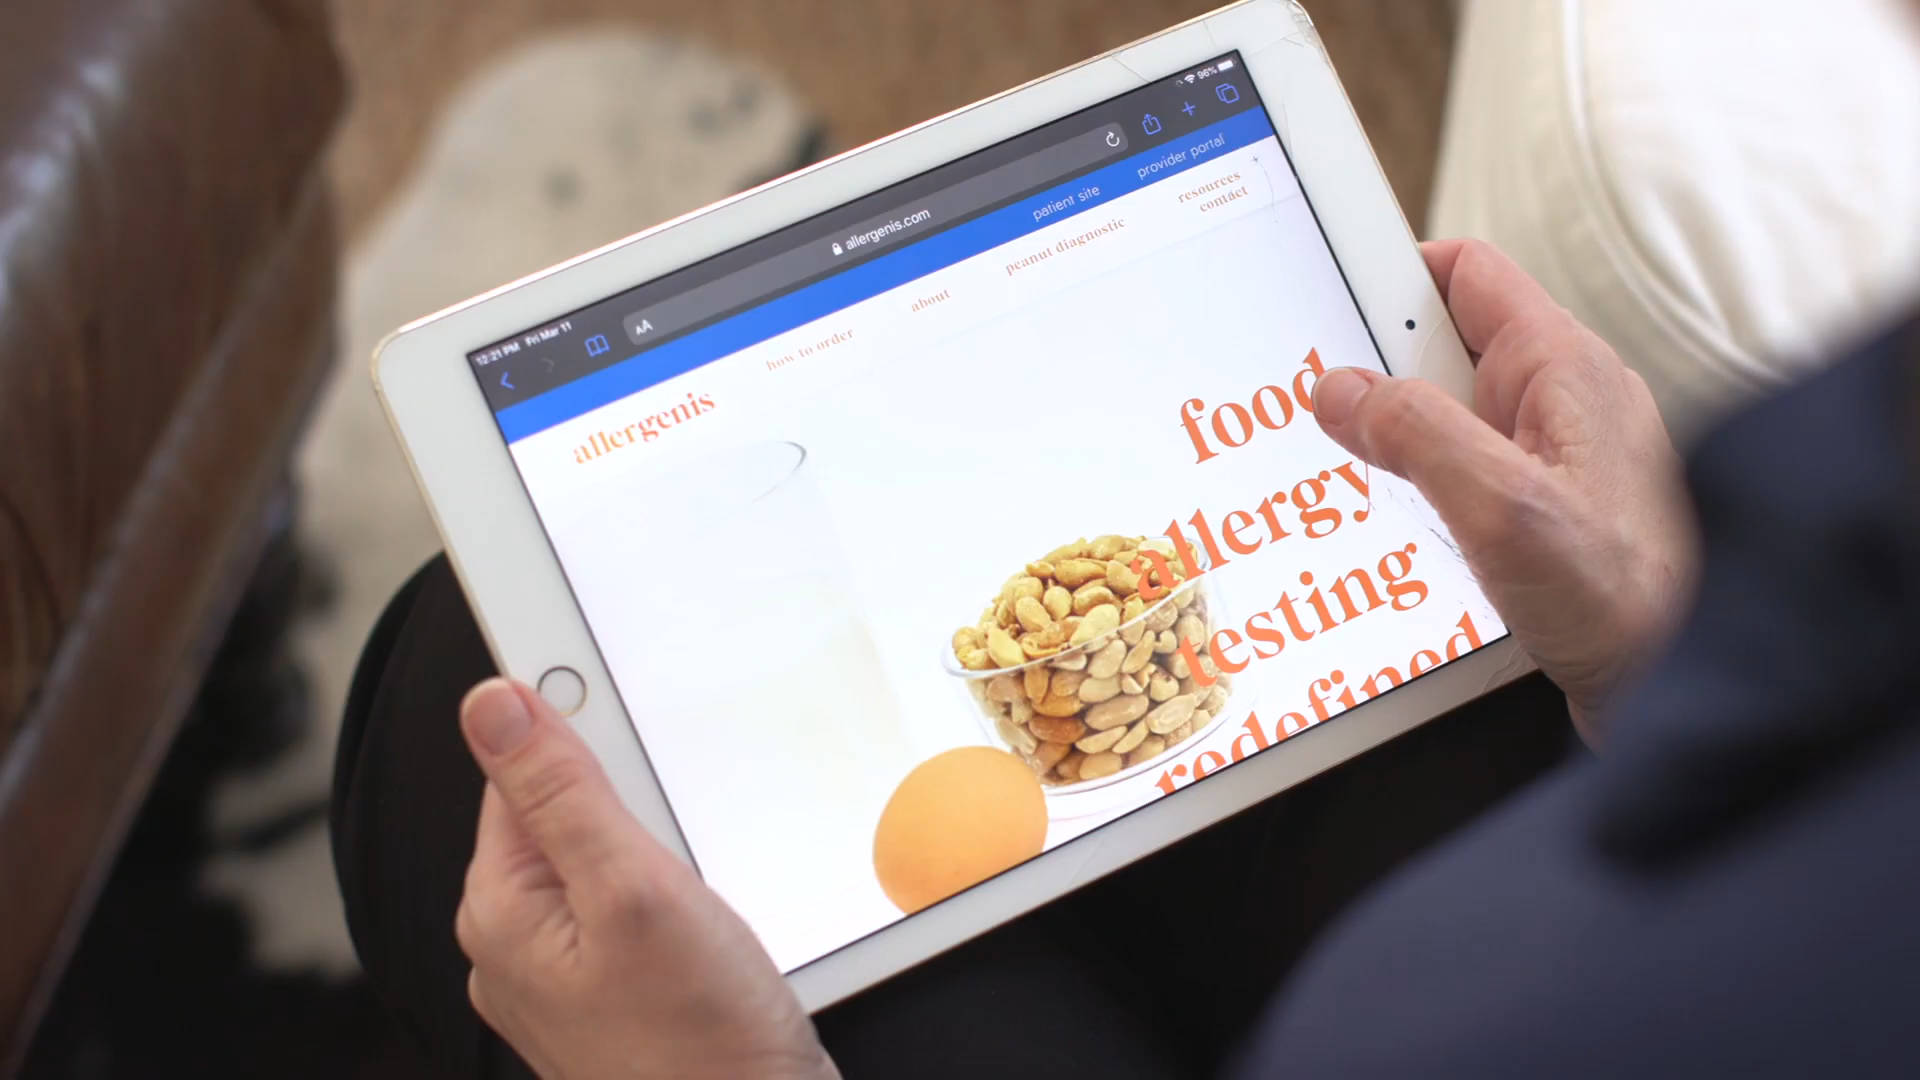 12:21 PM Fri Mar 11
96%
AA
allergenis.com
patient site
provider portal
allergenis
how to order
about
peanut diagnostic
resources +
contact
food
allergy
testing
redefined